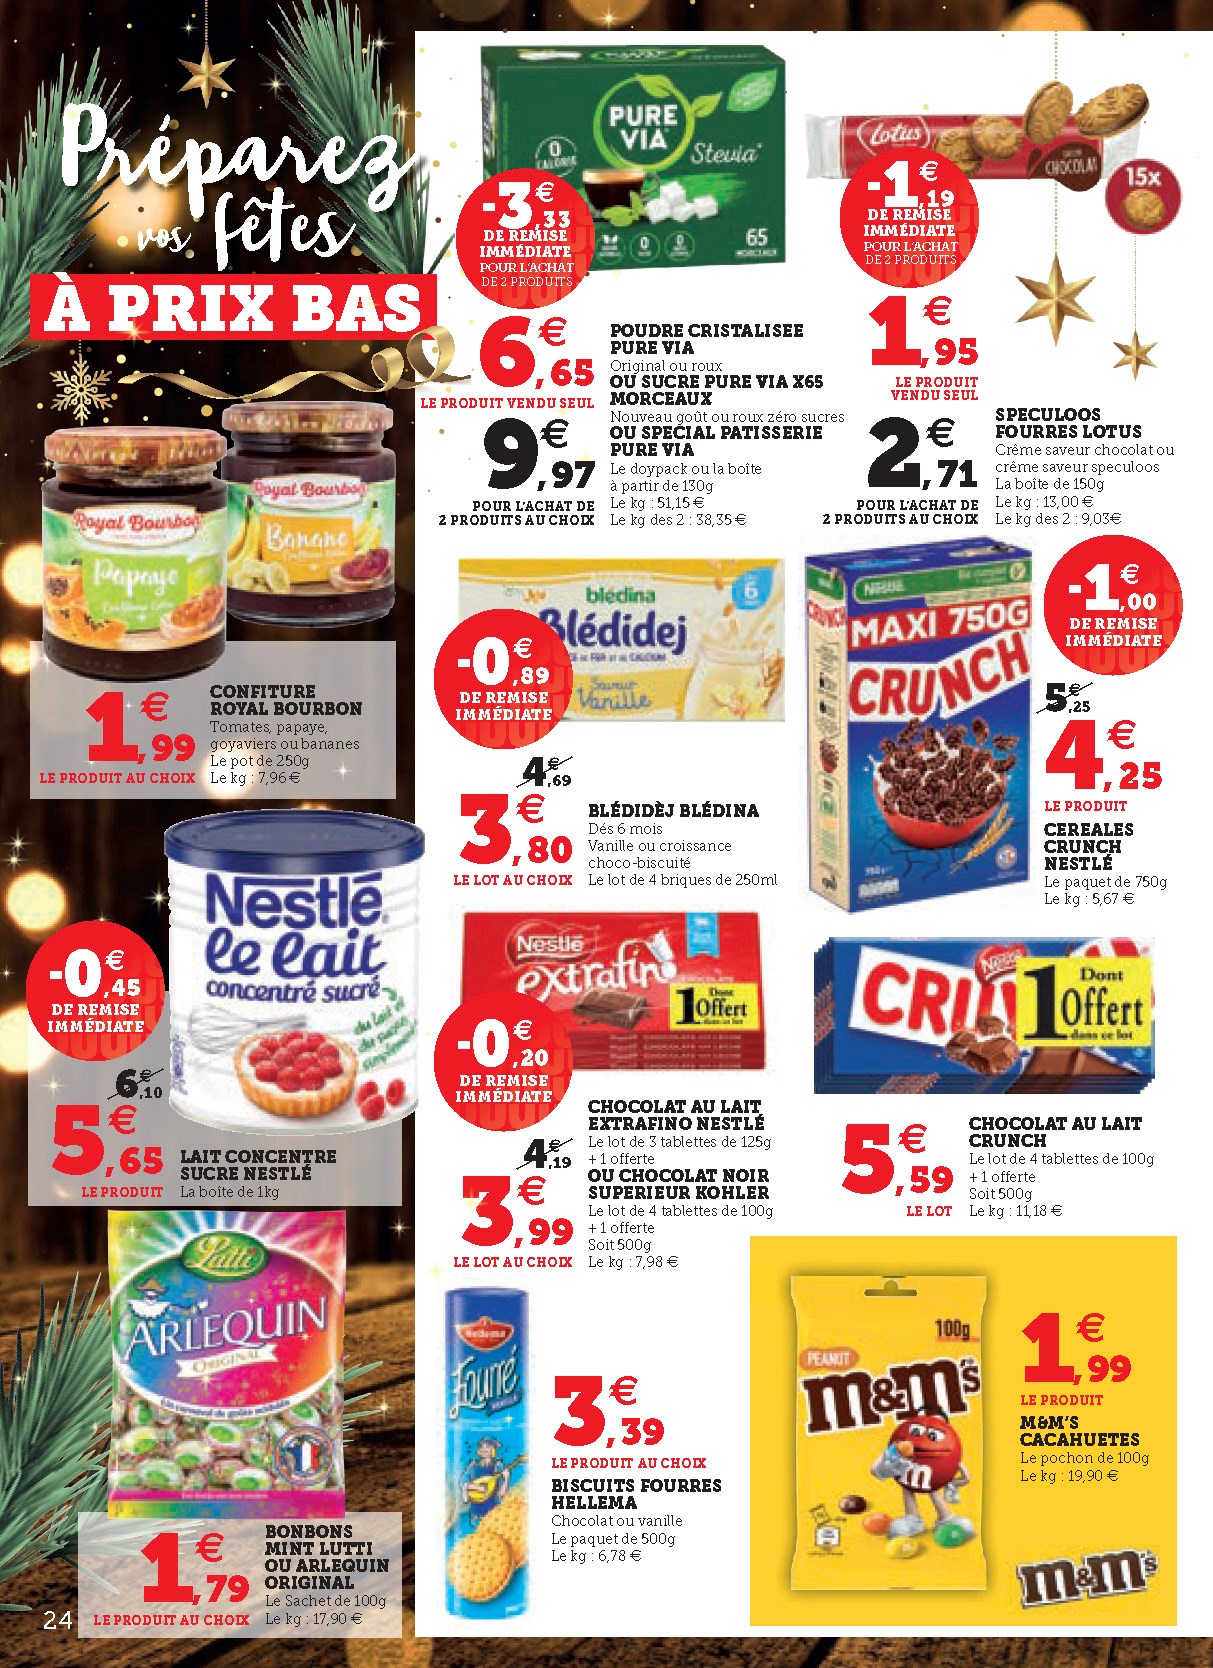 Préparez
vos fêtes
À PRIX BAS
PURE
VIA
Stevia
0
CALORIE
65
MORCEAUX
-3€,33
DE REMISE
IMMÉDIATE
POUR L'ACHAT
DE 2 PRODUITS
6€,65
LE PRODUIT VENDU SEUL
9€,97
POUR L'ACHAT DE
2 PRODUITS AU CHOIX
POUDRE CRISTALISEE
PURE VIA
Original ou roux
OU SUCRE PURE VIA X65
MORCEAUX
Nouveau goût ou roux zéro sucres
OU SPECIAL PATISSERIE
PURE VIA
Le doypack ou la boîte
à partir de 130g
Le kg : 51,15 €
Le kg des 2 : 38,35 €
Lotus
CHOCOLAT
15x
-1€,19
DE REMISE
IMMÉDIATE
POUR L'ACHAT
DE 2 PRODUITS
1€,95
LE PRODUIT
VENDU SEUL
2€,71
POUR L'ACHAT DE
2 PRODUITS AU CHOIX
SPECULOOS
FOURRES LOTUS
Crême saveur chocolat ou
crême saveur speculoos
La boîte de 150g
Le kg : 13,00 €
Le kg des 2 : 9,03€
Royal Bourbon
Papaye
Royal Bourbon
Banane
1€,99
LE PRODUIT AU CHOIX
CONFITURE
ROYAL BOURBON
Tomates, papaye,
goyaviers ou bananes
Le pot de 250g
Le kg : 7,96 €
blédina
Blédidej
Saveur
Vanille
6
-0€,89
DE REMISE
IMMÉDIATE
4€,69
3€,80
LE LOT AU CHOIX
BLÉDIDÈJ BLÉDINA
Dés 6 mois
Vanille ou croissance
choco-biscuité
Le lot de 4 briques de 250ml
NESTLÉ
MAXI 750G
CRUNCH
CRUNCH
-1€,00
DE REMISE
IMMÉDIATE
5€,25
4€,25
LE PRODUIT
CEREALES
CRUNCH
NESTLÉ
Le paquet de 750g
Le kg : 5,67 €
Nestlé
le lait
concentré sucré
-0€,45
DE REMISE
IMMÉDIATE
6€,10
5€,65
LE PRODUIT
LAIT CONCENTRE
SUCRE NESTLÉ
La boîte de 1kg
Nestlé
extrafino
Dont
1 Offert
dans ce lot
-0€,20
DE REMISE
IMMÉDIATE
4€,19
3€,99
LE LOT AU CHOIX
CHOCOLAT AU LAIT
EXTRAFINO NESTLÉ
Le lot de 3 tablettes de 125g
+ 1 offerte
OU CHOCOLAT NOIR
SUPERIEUR KOHLER
Le lot de 4 tablettes de 100g
+ 1 offerte
Soit 500g
Le kg : 7,98 €
Nestlé
CRU
Dont
1 Offert
dans ce lot
5€,59
LE LOT
CHOCOLAT AU LAIT
CRUNCH
Le lot de 4 tablettes de 100g
+ 1 offerte
Soit 500g
Le kg : 11,18 €
Lutti
ARLEQUIN
ORIGINAL
1€,79
LE PRODUIT AU CHOIX
BONBONS
MINT LUTTI
OU ARLEQUIN
ORIGINAL
Le Sachet de 100g
Le kg : 17,90 €
Hellema
Fourré
3€,39
LE PRODUIT AU CHOIX
BISCUITS FOURRES
HELLEMA
Chocolat ou vanille
Le paquet de 500g
Le kg : 6,78 €
100g
PEANUT
m&m's
m
1€,99
LE PRODUIT
M&M'S
CACAHUETES
Le pochon de 100g
Le kg : 19,90 €
m&m's
24